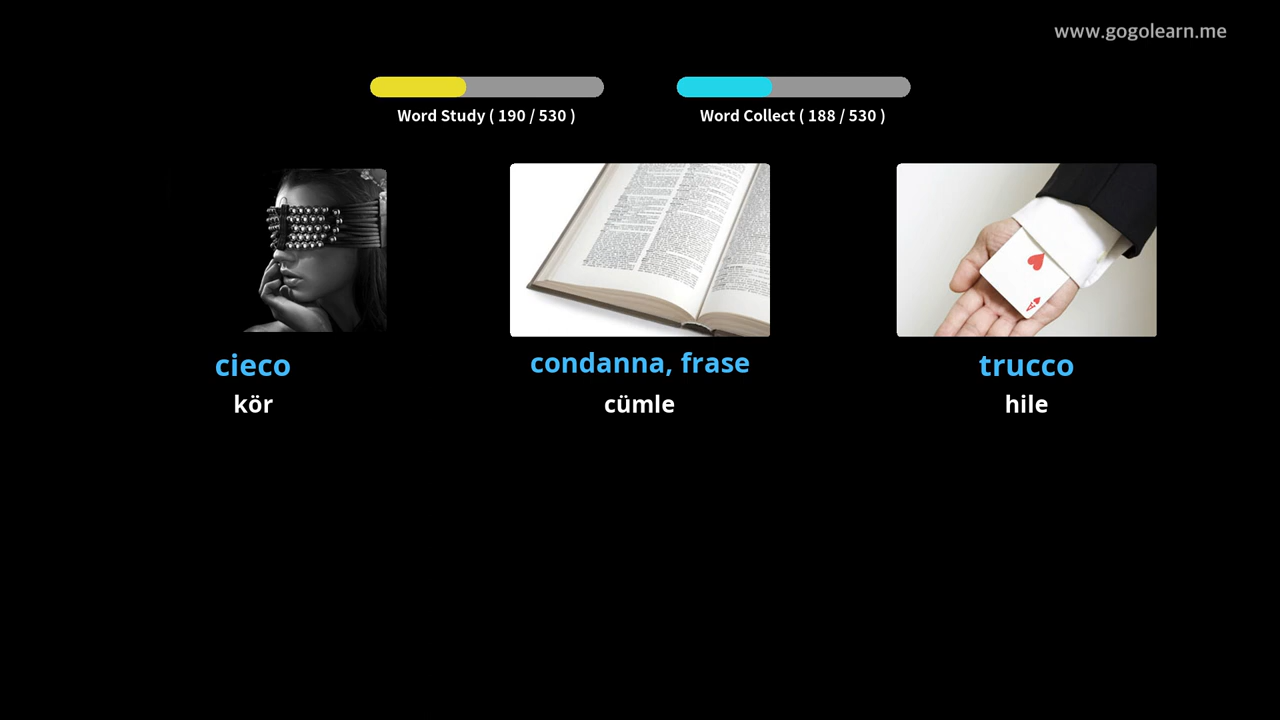 www.gogolearn.me
Word Study ( 190 / 530 )
Word Collect ( 188 / 530 )
cieco
condanna, frase
trucco
kör
cümle
hile